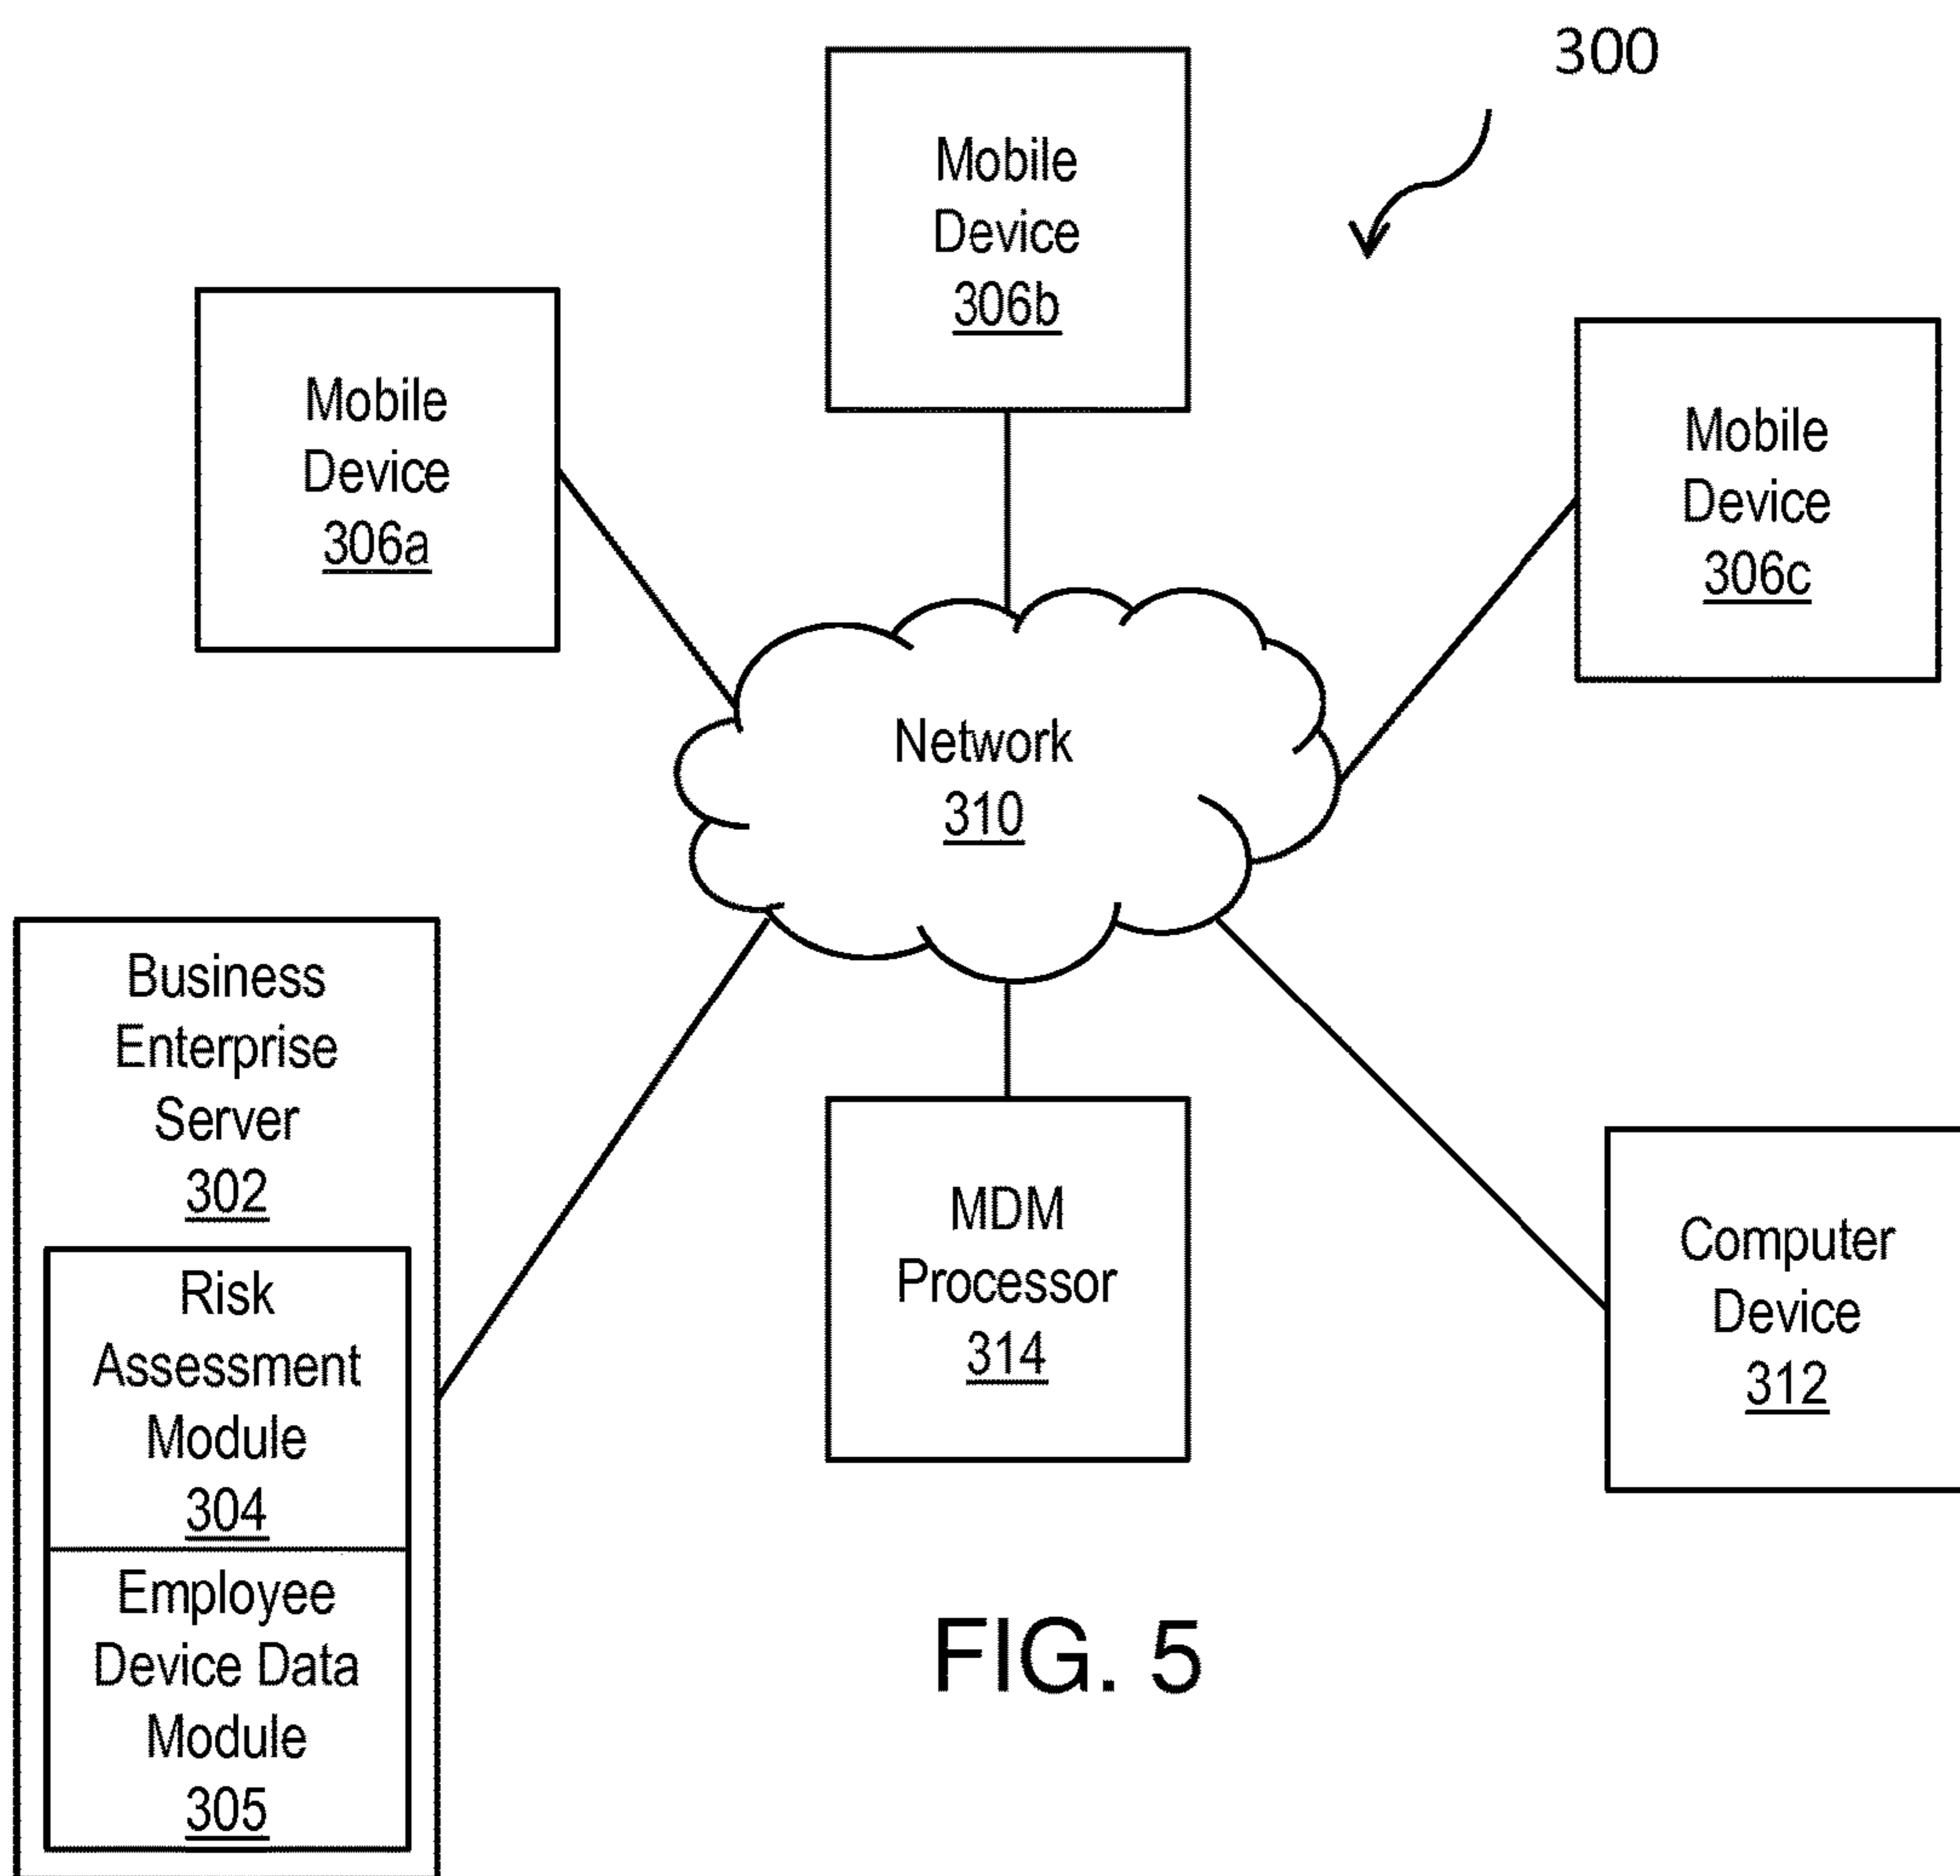 300
Mobile
Device
306b
Mobile
Device
306a
Mobile
Device
306c
Network
310
Business
Enterprise
Server
302
Risk
Assessment
Module
304
Employee
Device Data
Module
305
MDM
Processor
314
Computer
Device
312
FIG. 5